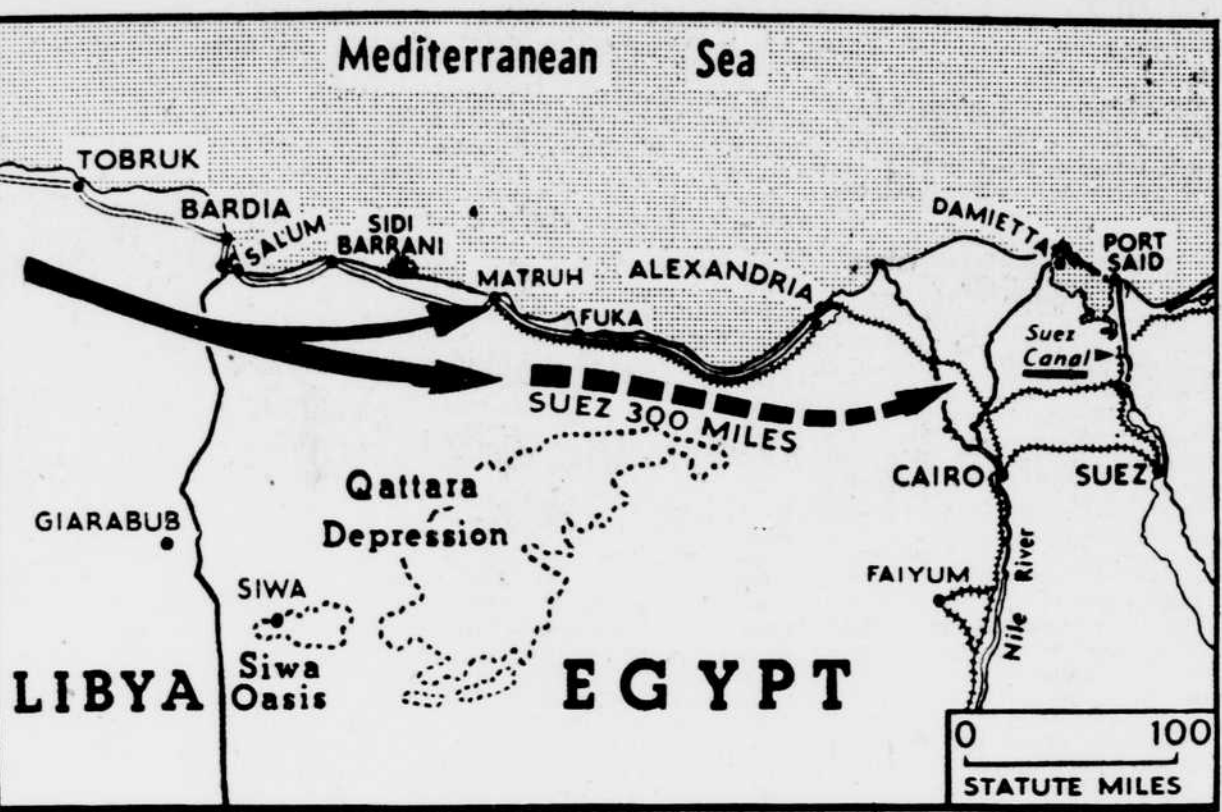 Mediterranean Sea
TOBRUK
BARDIA
SALUM
SIDI
BARRANI
MATRUH
FUKA
ALEXANDRIA
DAMIETTA
PORT
SAID
Suez
Canal
SUEZ 300 MILES
CAIRO
SUEZ
Qattara
Depression
GIARABUB
SIWA
Siwa
Oasis
FAIYUM
Nile River
LIBYA
EGYPT
0 100
STATUTE MILES